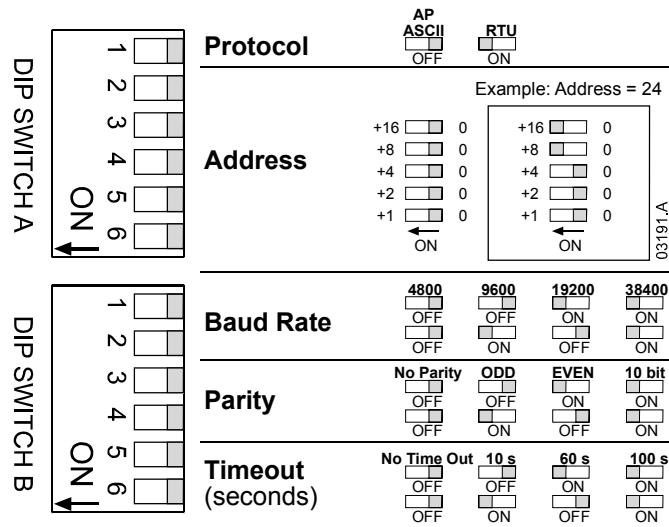 DIP SWITCH A
1
2
3
4
5
6
ON
Protocol
AP
ASCII
OFF
RTU
ON
Address
Example: Address = 24
+16 0
+8 0
+4 0
+2 0
+1 0
ON
+16 0
+8 0
+4 0
+2 0
+1 0
ON
03191.A
DIP SWITCH B
1
2
3
4
5
6
ON
Baud Rate
4800 9600 19200 38400
OFF OFF ON ON
OFF ON OFF ON
Parity
No Parity ODD EVEN 10 bit
OFF OFF ON ON
OFF ON OFF ON
Timeout
(seconds)
No Time Out 10 s 60 s 100 s
OFF OFF ON ON
OFF ON OFF ON